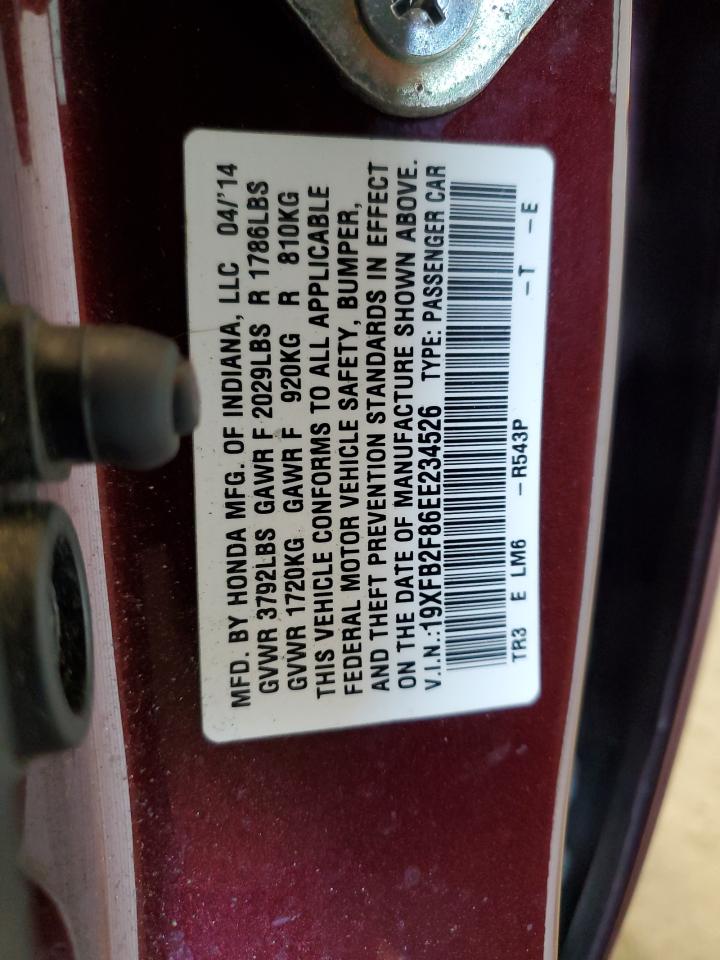 MFD. BY HONDA MFG. OF INDIANA, LLC 04/'14
GVWR 3792LBS GAWR F 2029LBS R 1786LBS
GVWR 1720KG GAWR F 920KG R 810KG
THIS VEHICLE CONFORMS TO ALL APPLICABLE
FEDERAL MOTOR VEHICLE SAFETY, BUMPER,
AND THEFT PREVENTION STANDARDS IN EFFECT
ON THE DATE OF MANUFACTURE SHOWN ABOVE.
V.I.N.:19XFB2F86EE234526 TYPE: PASSENGER CAR
TR3 E LM6 -R543P -T -E